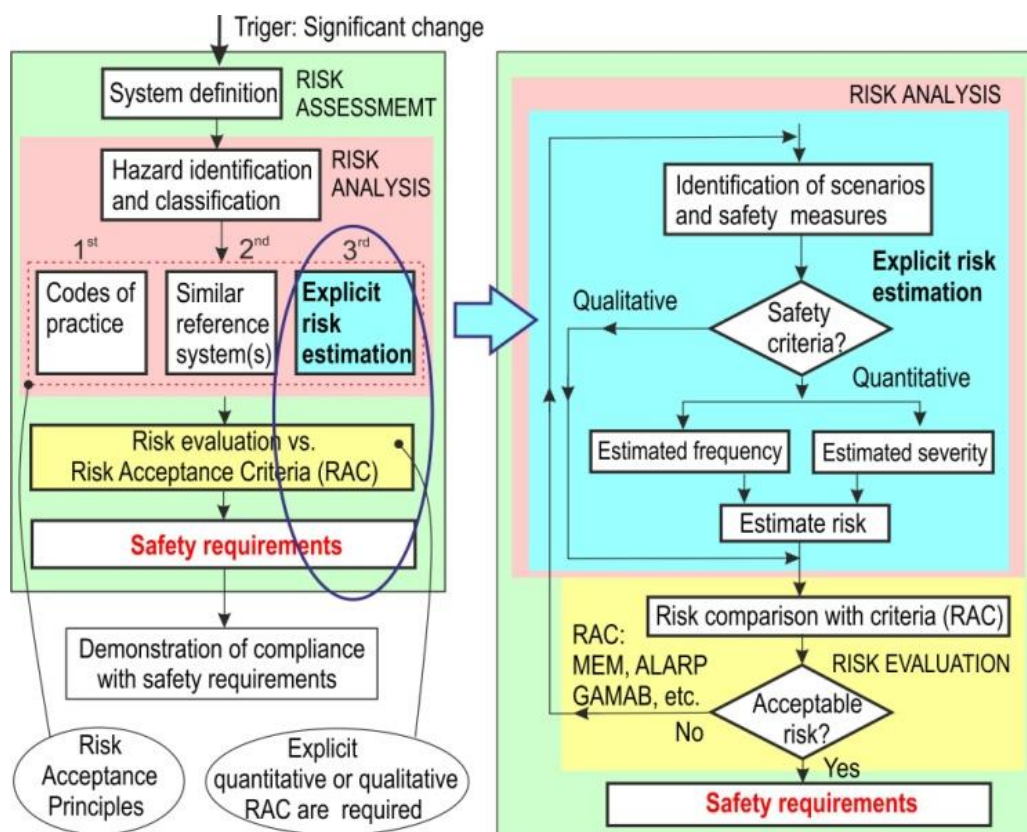 Triger: Significant change
System definition
RISK
ASSESSMEMT
Hazard identification
and classification
RISK
ANALYSIS
1st
2nd
3rd
Codes of
practice
Similar
reference
system(s)
Explicit
risk
estimation
Risk evaluation vs.
Risk Acceptance Criteria (RAC)
Safety requirements
Demonstration of compliance
with safety requirements
Risk
Acceptance
Principles
Explicit
quantitative or qualitative
RAC are required
RISK ANALYSIS
Identification of scenarios
and safety measures
Explicit risk
estimation
Qualitative
Safety
criteria?
Quantitative
Estimated frequency
Estimated severity
Estimate risk
Risk comparison with criteria (RAC)
RAC:
MEM, ALARP
GAMAB, etc.
RISK EVALUATION
Acceptable
risk?
No
Yes
Safety requirements